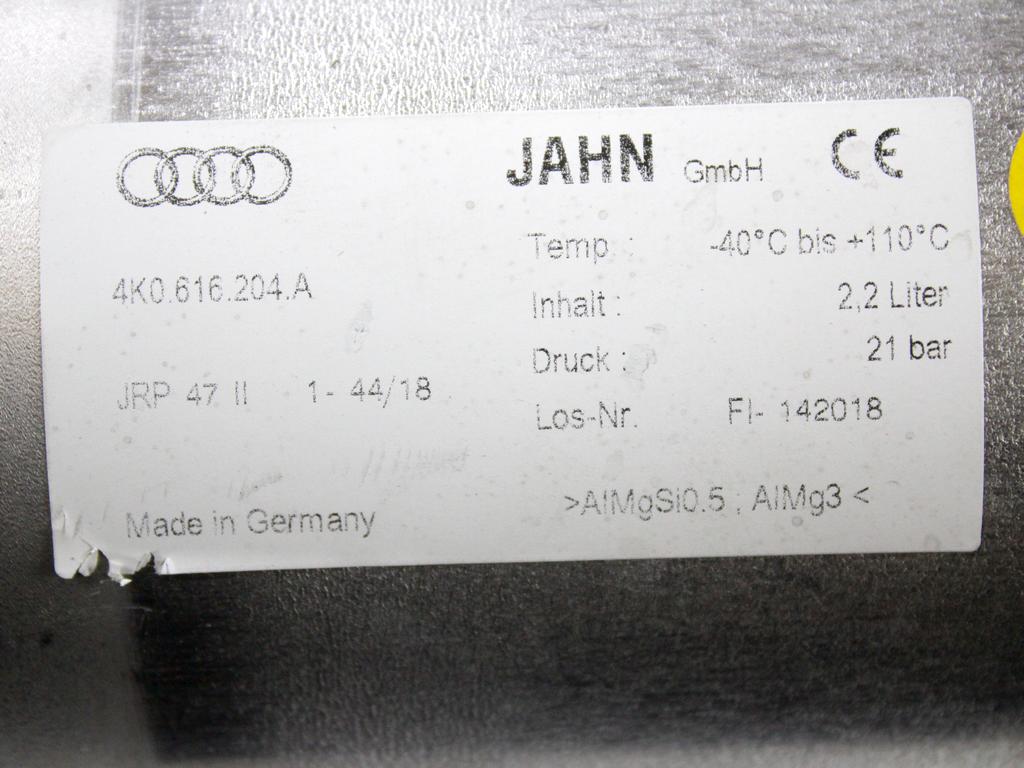 JAHN GmbH CE
Temp : -40°C bis +110°C
4K0.616.204.A
Inhalt : 2,2 Liter
Druck : 21 bar
JRP 47 II 1- 44/18
Los-Nr. FI- 142018
>AlMgSi0.5 , AlMg3 <
Made in Germany